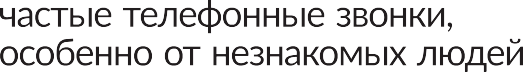 частые телефонные звонки,
особенно от незнакомых людей